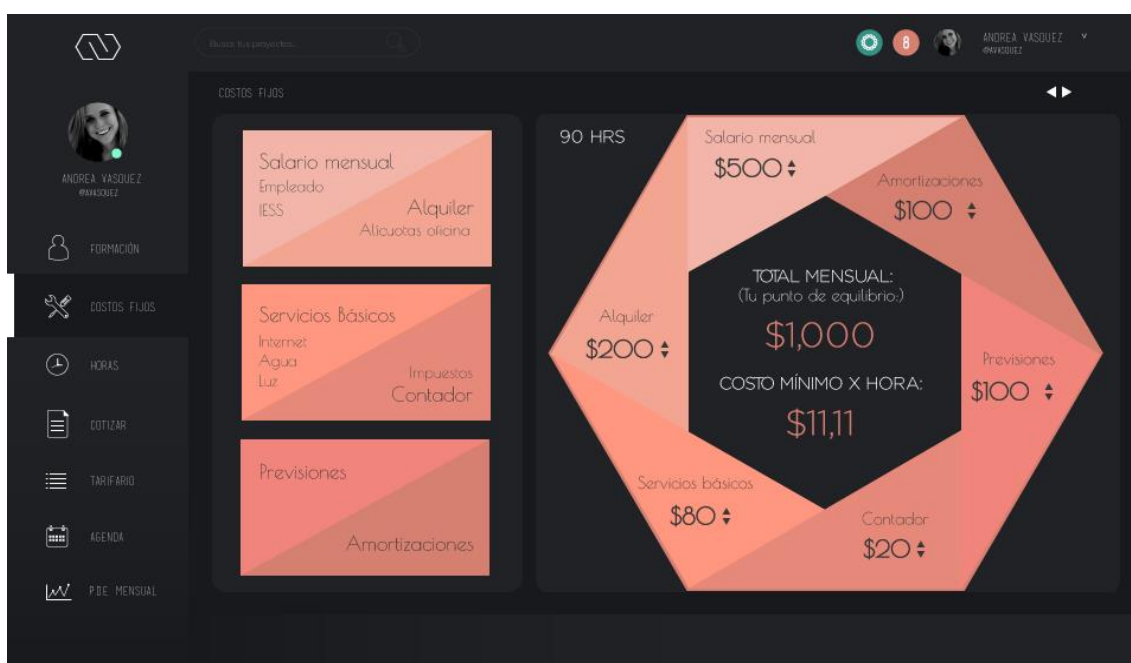 Busca tus proyectos...
8
ANDREA VASQUEZ
@AVASQUEZ
COSTOS FIJOS
ANDREA VASQUEZ
@AVASQUEZ
FORMACIÓN
COSTOS FIJOS
HORAS
COTIZAR
TARIFARIO
AGENDA
P.D.E. MENSUAL
Salario mensual
Empleado
IESS
Alquiler
Alicuotas oficina
Servicios Básicos
Internet
Agua
Luz
Impuestos
Contador
Previsiones
Amortizaciones
90 HRS
Salario mensual
$500
Amortizaciones
$100
Alquiler
$200
TOTAL MENSUAL:
(Tu punto de equilibrio:)
$1,000
COSTO MÍNIMO X HORA:
$11,11
Previsiones
$100
Servicios básicos
$80
Contador
$20